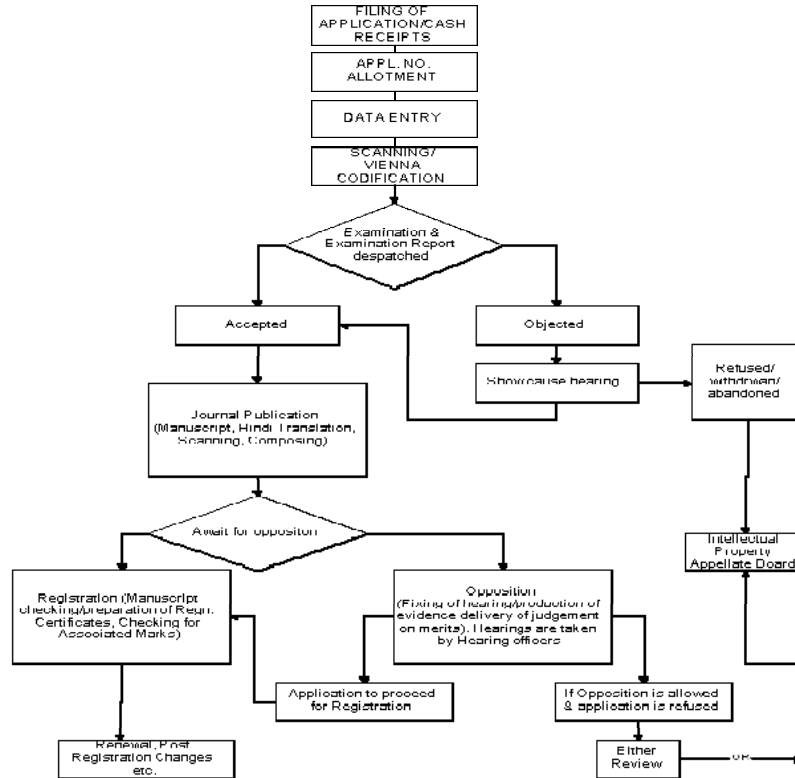 FILING OF
APPLICATION/CASH
RECEIPTS
APPL. NO.
ALLOTMENT
DATA ENTRY
SCANNING/
VIENNA
CODIFICATION
Examination &
Examination Report
despatched
Accepted
Objected
Show cause hearing
Refused/
withdrawn/
abandoned
Journal Publication
(Manuscript, Hindi Translation,
Scanning, Composing)
Await for oppositon
Intellectual
Property
Appellate Board
Registration (Manuscript
checking/preparation of Regn.
Certificates, Checking for
Associated Marks)
Opposition
(Fixing of hearing/production of
evidence delivery of judgement
on merits). Hearings are taken
by Hearing officers
Application to proceed
for Registration
If Opposition is allowed
& application is refused
Renewal, Post
Registration Changes
etc.
Either
Review
OR